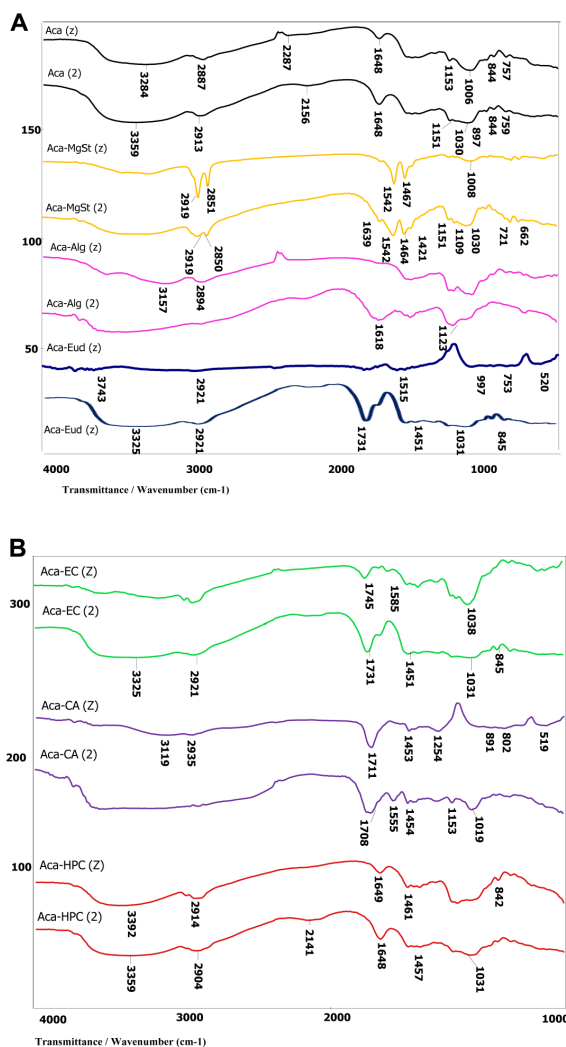 A
Aca (z)
3284 2887 2287 1648 1153 1006 844 757
Aca (2)
3359 2913 2156 1648 1151 1030 897 844 759
150
Aca-MgSt (z)
2919 2851 1542 1467 1008
Aca-MgSt (2)
2919 2850 1639 1542 1464 1421 1151 1109 1030 721 662
100
Aca-Alg (z)
3157 2894
Aca-Alg (2)
1618 1123
50
Aca-Eud (z)
3743 2921 1515 997 753 520
Aca-Eud (z)
3325 2921 1731 1451 1031 845
4000 3000 2000 1000
Transmittance / Wavenumber (cm-1)
B
Aca-EC (Z)
1745 1585 1038
300
Aca-EC (2)
3325 2921 1731 1451 1031 845
Aca-CA (Z)
3119 2935 1711 1453 1254 891 802 519
200
Aca-CA (2)
1708 1555 1454 1153 1019
100
Aca-HPC (Z)
3392 2914 1649 1461 842
Aca-HPC (2)
3359 2904 2141 1648 1457 1031
4000 3000 2000 1000
Transmittance / Wavenumber (cm-1)